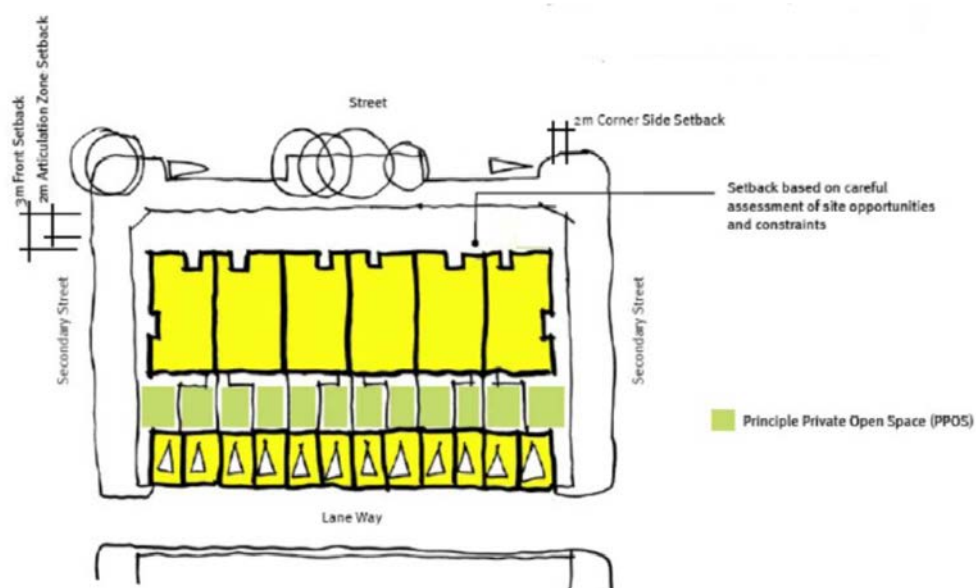 3m Front Setback
2m Articulation Zone Setback
Street
2m Corner Side Setback
Setback based on careful
assessment of site opportunities
and constraints
Secondary Street
Secondary Street
Principle Private Open Space (PPOS)
Lane Way